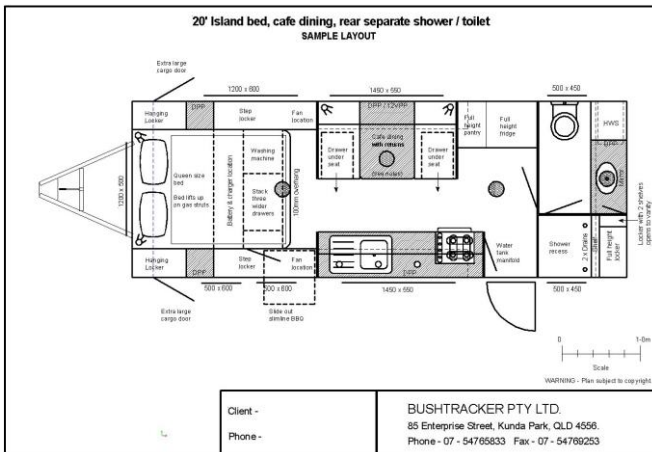 20' Island bed, cafe dining, rear separate shower / toilet
SAMPLE LAYOUT
Extra large
cargo door
1200 x 600
1450 x 550
500 x 450
Hanging
Locker
DPP
Step
locker
Fan
location
DPP / 12VPP
Full
height
pantry
Full
height
fridge
HWS
DPP
Queen size
bed
Bed lifts up
on gas struts
Battery & charger location
Washing
machine
Stack
three
wider
drawers
100mm overhang
Drawer
under
seat
Cafe dining
with returns
Drawer
under
seat
1200 x 500
Locker with 2 shelves
opens to vanity
Hanging
Locker
DPP
Step
locker
Fan
location
DPP
Water
tank
manifold
Shower
recess
2 x Drains
Shelf
Full height
locker
500 x 600
500 x 600
1450 x 550
500 x 450
Extra large
cargo door
Slide out
slimline BBQ
0
1-0m
Scale
WARNING - Plan subject to copyright
Client -
Phone -
BUSHTRACKER PTY LTD.
85 Enterprise Street, Kunda Park, QLD 4556.
Phone - 07 - 54765833 Fax - 07 - 54769253